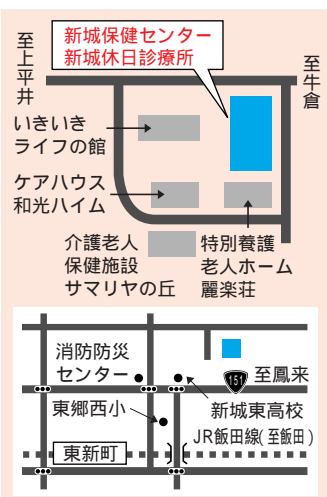 新城保健センター
新城休日診療所
至上平井
至牛倉
いきいき
ライフの館
ケアハウス
和光ハイム
介護老人
保健施設
サマリヤの丘
特別養護
老人ホーム
麗楽荘
消防防災
センター
151
至鳳来
東郷西小
新城東高校
JR飯田線(至飯田)
東新町